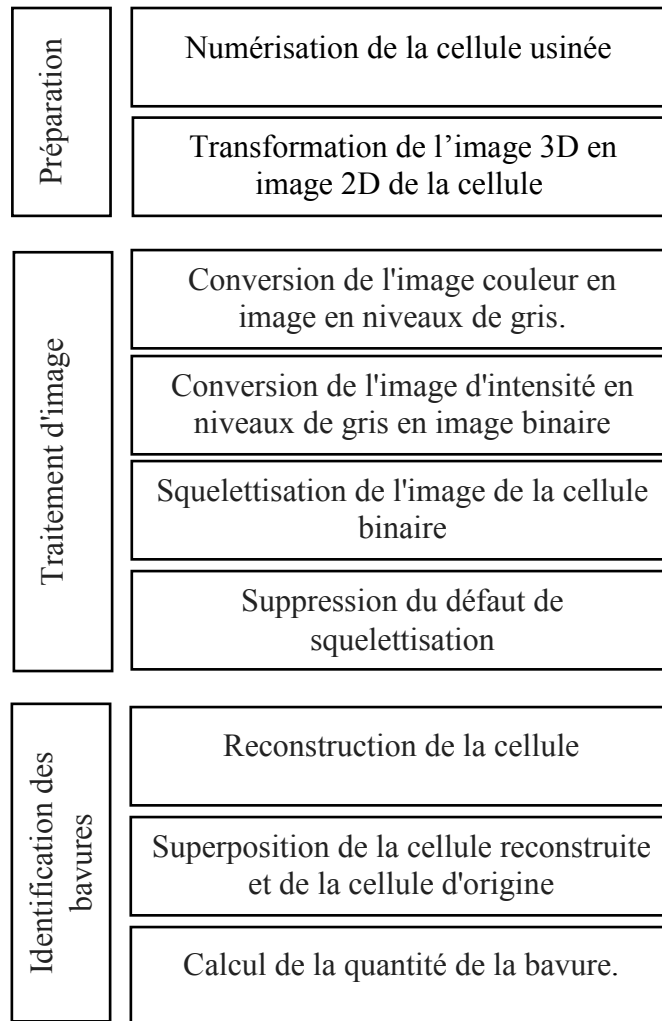 Préparation
Numérisation de la cellule usinée
Transformation de l’image 3D en
image 2D de la cellule
Traitement d'image
Conversion de l'image couleur en
image en niveaux de gris.
Conversion de l'image d'intensité en
niveaux de gris en image binaire
Squelettisation de l'image de la cellule
binaire
Suppression du défaut de
squelettisation
Identification des
bavures
Reconstruction de la cellule
Superposition de la cellule reconstruite
et de la cellule d'origine
Calcul de la quantité de la bavure.